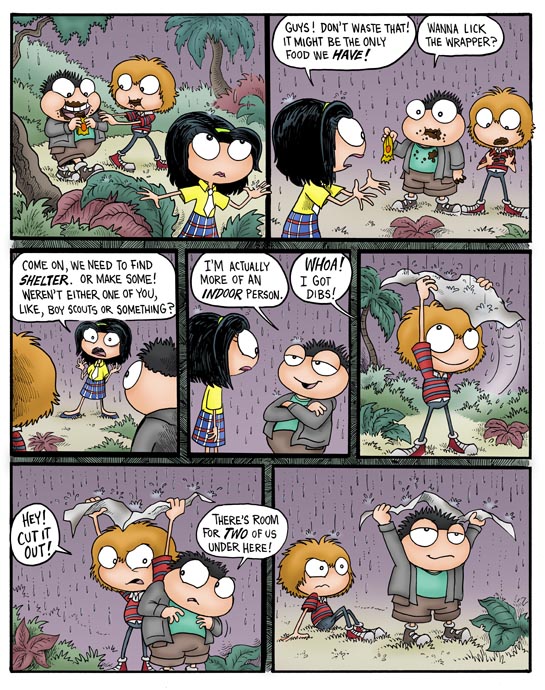 GUYS! DON'T WASTE THAT!
IT MIGHT BE THE ONLY
FOOD WE HAVE!
WANNA LICK
THE WRAPPER?
COME ON, WE NEED TO FIND
SHELTER. OR MAKE SOME!
WEREN'T EITHER ONE OF YOU,
LIKE, BOY SCOUTS OR SOMETHING?
I'M ACTUALLY
MORE OF AN
INDOOR PERSON.
WHOA!
I GOT
DIBS!
HEY!
CUT IT
OUT!
THERE'S ROOM
FOR TWO OF US
UNDER HERE!